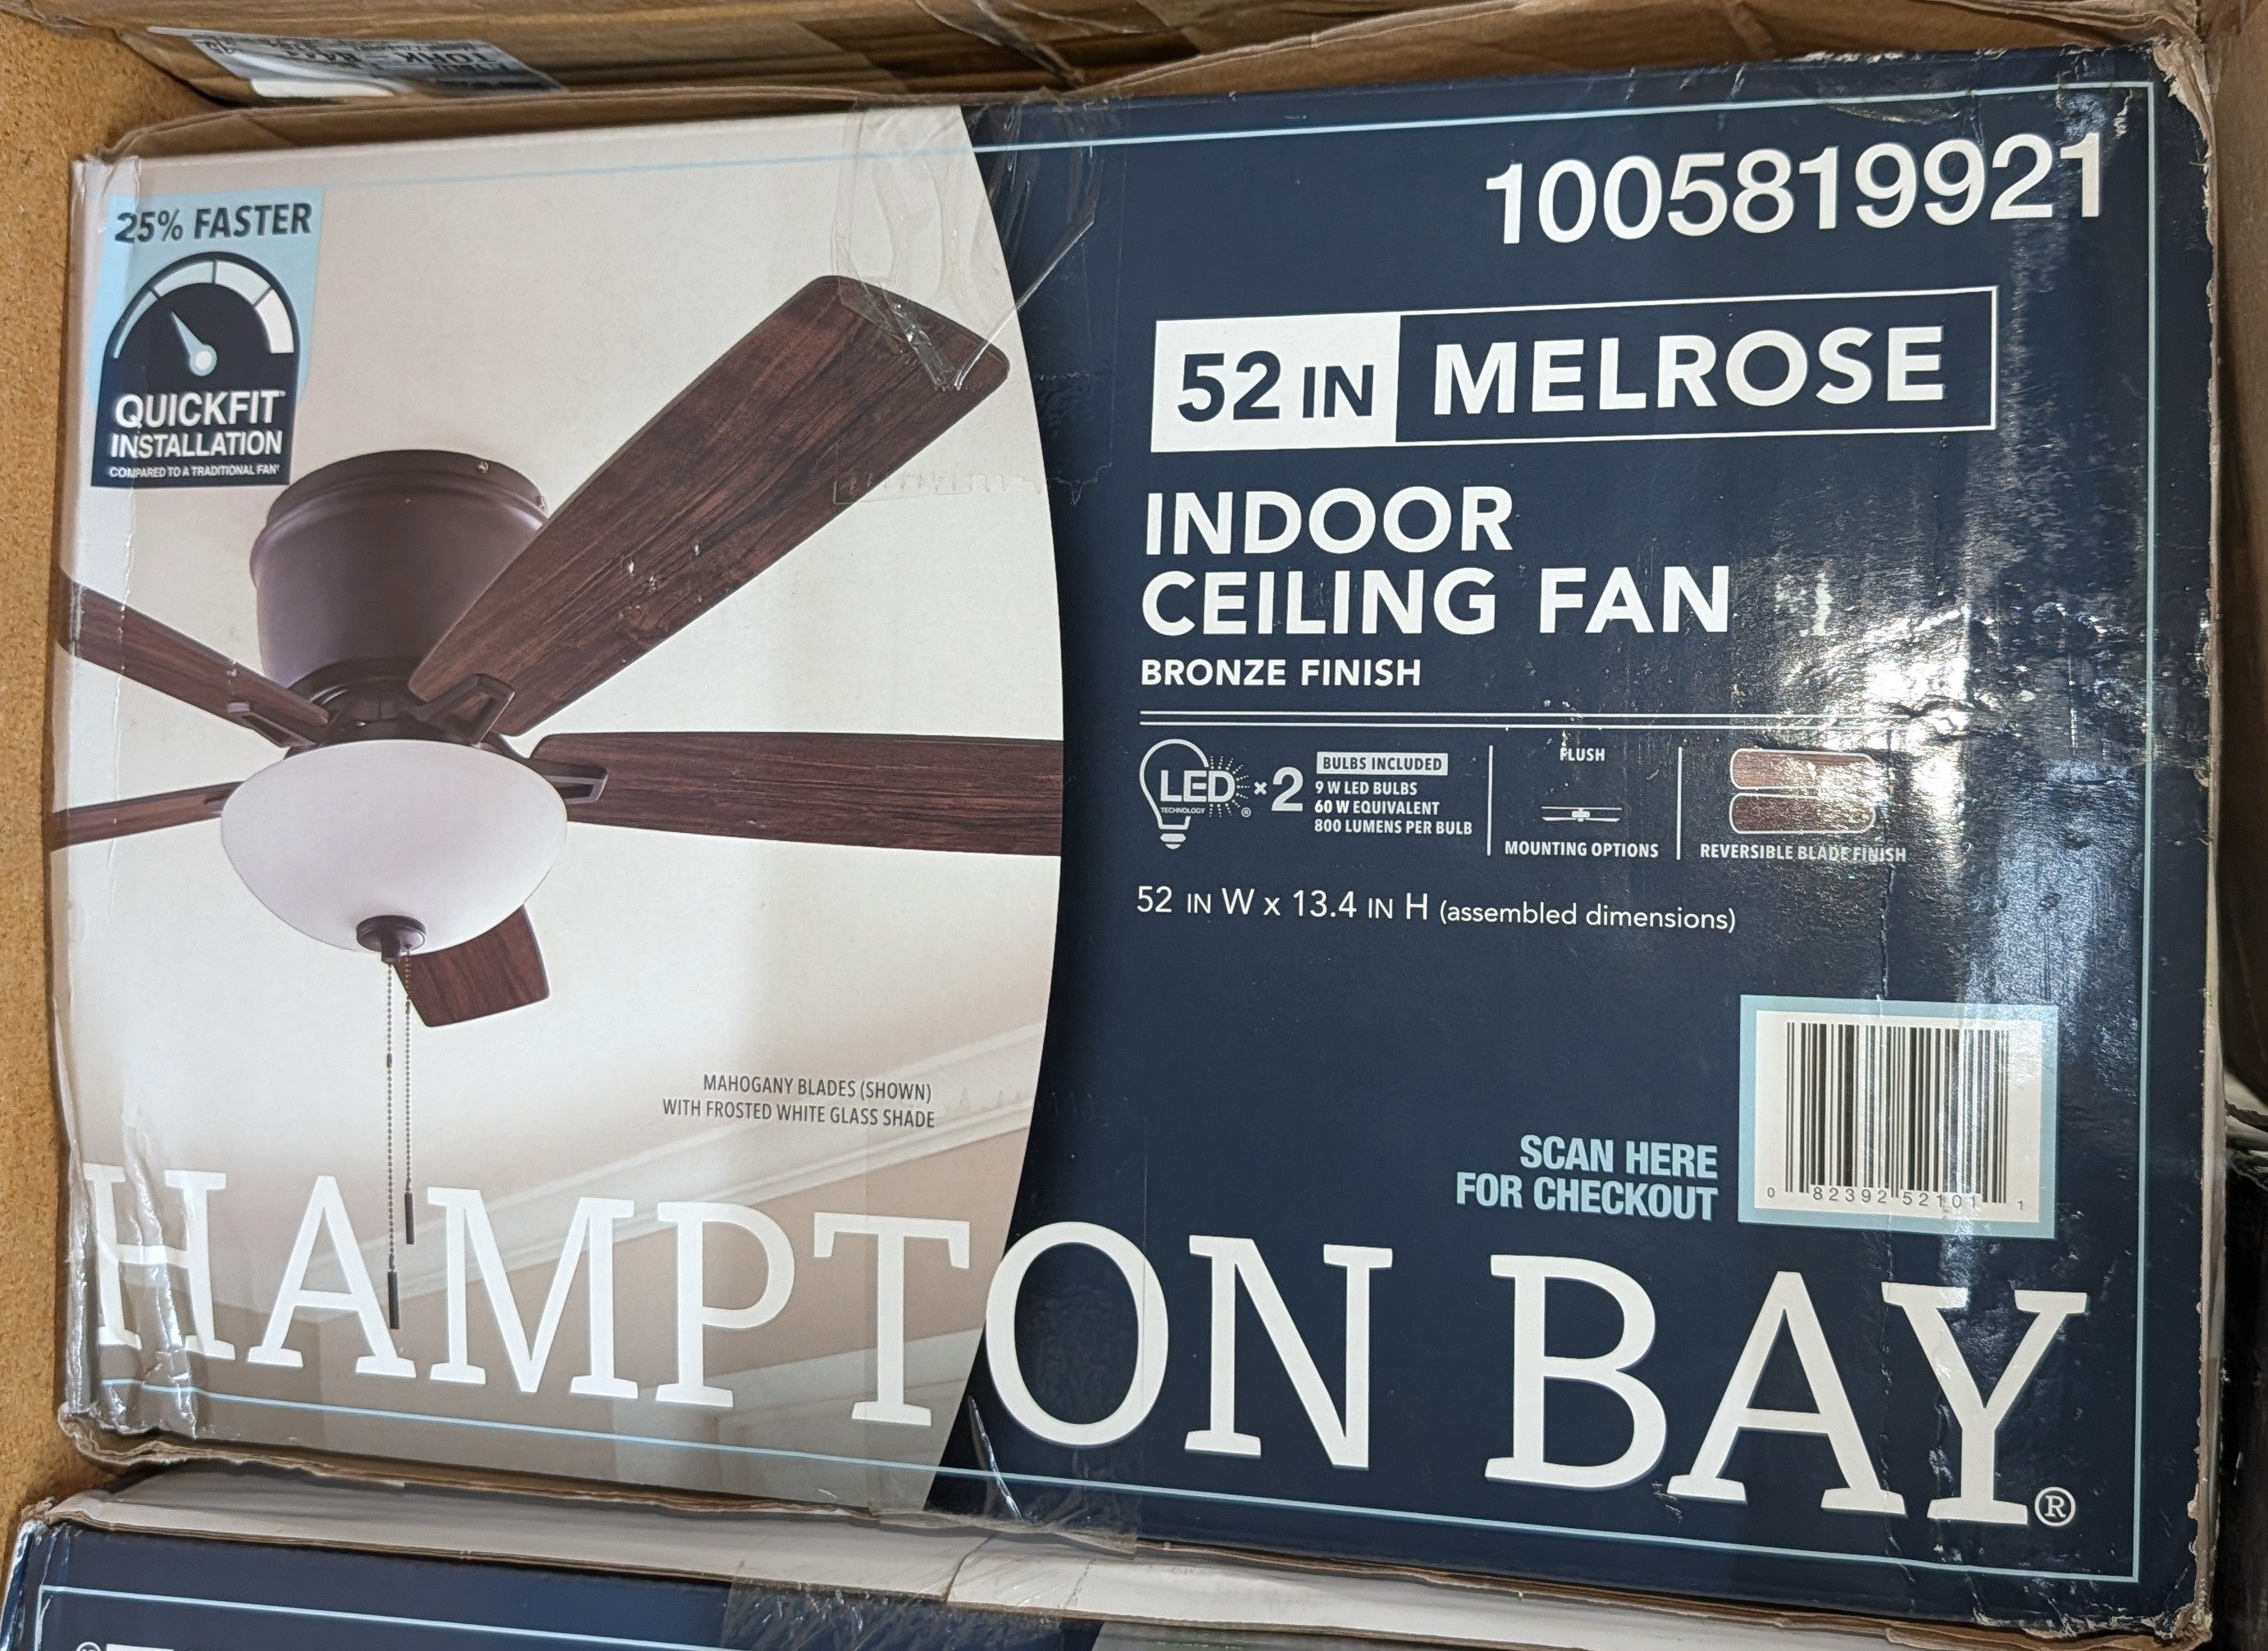 25% FASTER
QUICKFIT™
INSTALLATION
COMPARED TO A TRADITIONAL FAN†
1005819921
52 IN MELROSE
INDOOR
CEILING FAN
BRONZE FINISH
LED × 2
TECHNOLOGY ®
BULBS INCLUDED
9 W LED BULBS
60 W EQUIVALENT
800 LUMENS PER BULB
FLUSH
MOUNTING OPTIONS
REVERSIBLE BLADE FINISH
52 IN W x 13.4 IN H (assembled dimensions)
MAHOGANY BLADES (SHOWN)
WITH FROSTED WHITE GLASS SHADE
SCAN HERE
FOR CHECKOUT
0 82392 52101 1
HAMPTON BAY®